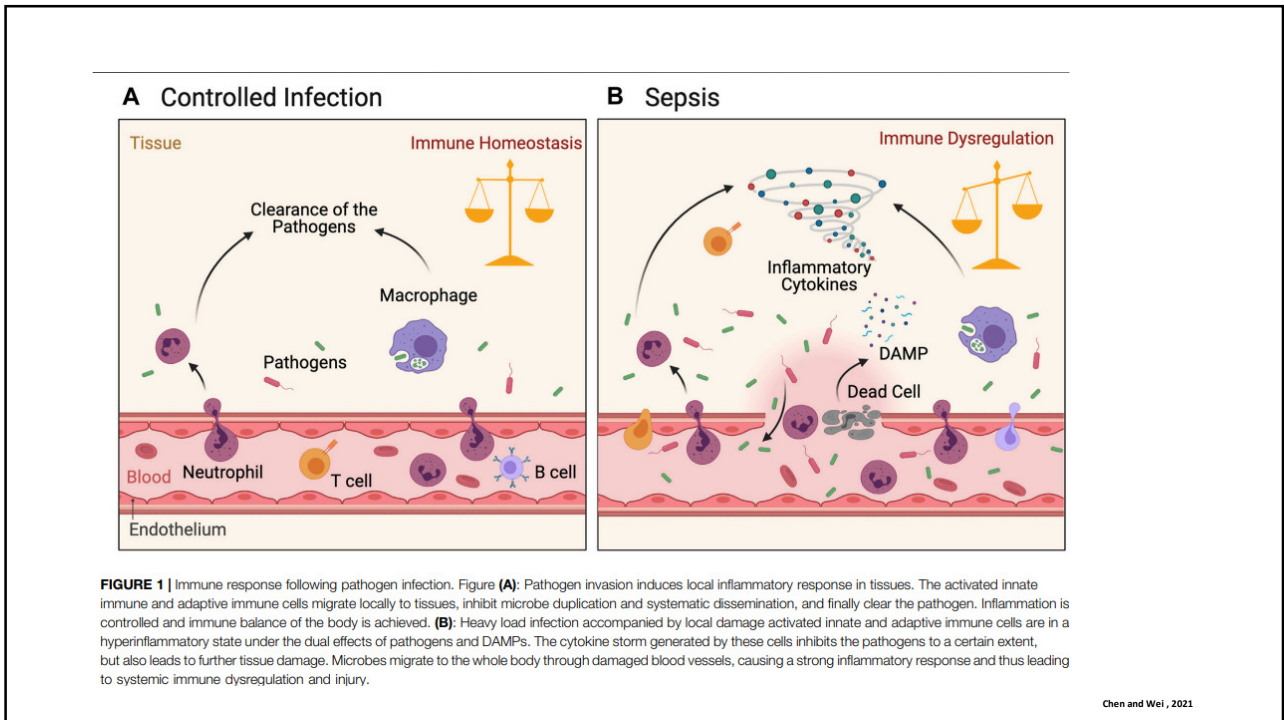 A Controlled Infection
Tissue
Immune Homeostasis
Clearance of the
Pathogens
Macrophage
Pathogens
Blood
Neutrophil
T cell
B cell
Endothelium
B Sepsis
Immune Dysregulation
Inflammatory
Cytokines
DAMP
Dead Cell
FIGURE 1 | Immune response following pathogen infection. Figure (A): Pathogen invasion induces local inflammatory response in tissues. The activated innate
immune and adaptive immune cells migrate locally to tissues, inhibit microbe duplication and systematic dissemination, and finally clear the pathogen. Inflammation is
controlled and immune balance of the body is achieved. (B): Heavy load infection accompanied by local damage activated innate and adaptive immune cells are in a
hyperinflammatory state under the dual effects of pathogens and DAMPs. The cytokine storm generated by these cells inhibits the pathogens to a certain extent,
but also leads to further tissue damage. Microbes migrate to the whole body through damaged blood vessels, causing a strong inflammatory response and thus leading
to systemic immune dysregulation and injury.
Chen and Wei , 2021